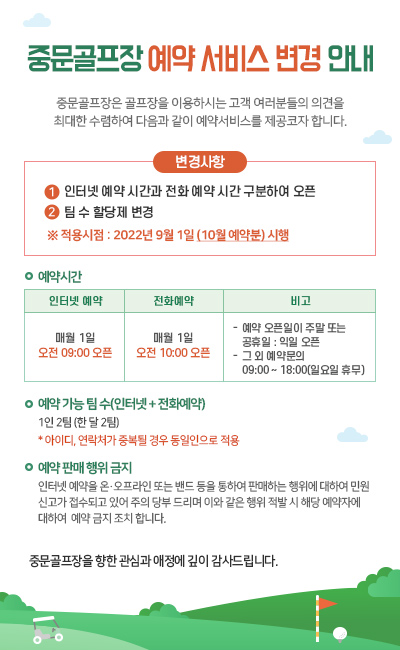 중문골프장 예약 서비스 변경 안내
중문골프장은 골프장을 이용하시는 고객 여러분들의 의견을
최대한 수렴하여 다음과 같이 예약서비스를 제공코자 합니다.
변경사항
1 인터넷 예약 시간과 전화 예약 시간 구분하여 오픈
2 팀 수 할당제 변경
※ 적용시점 : 2022년 9월 1일 (10월 예약분) 시행
예약시간
인터넷 예약 전화예약 비고
매월 1일
오전 09:00 오픈
매월 1일
오전 10:00 오픈
- 예약 오픈일이 주말 또는
공휴일 : 익일 오픈
- 그 외 예약문의
09:00 ~ 18:00(일요일 휴무)
예약 가능 팀 수(인터넷 + 전화예약)
1인 2팀 (한 달 2팀)
* 아이디, 연락처가 중복될 경우 동일인으로 적용
예약 판매 행위 금지
인터넷 예약을 온·오프라인 또는 밴드 등을 통하여 판매하는 행위에 대하여 민원
신고가 접수되고 있어 주의 당부 드리며 이와 같은 행위 적발 시 해당 예약자에
대하여 예약 금지 조치 합니다.
중문골프장을 향한 관심과 애정에 깊이 감사드립니다.